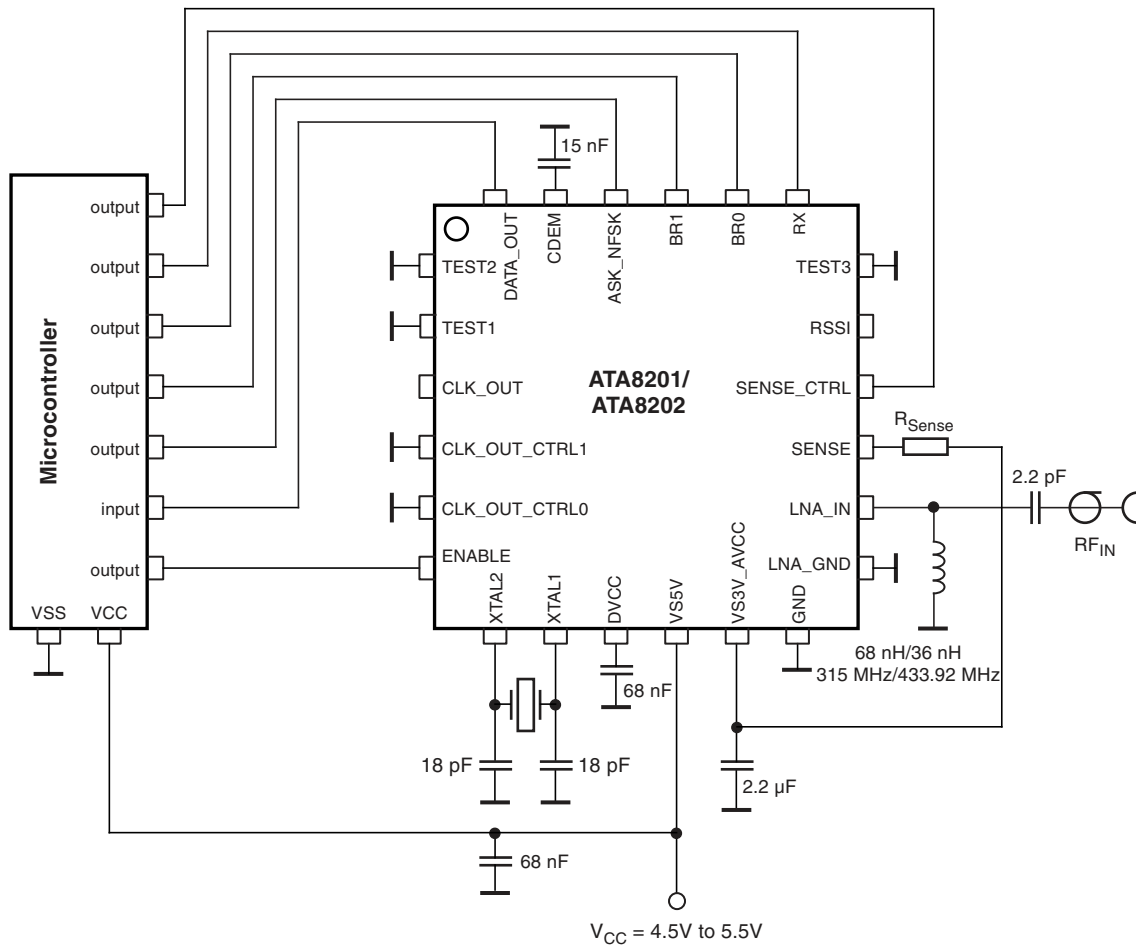 15 nF
Microcontroller
output
output
output
output
output
input
output
VSS
VCC
DATA_OUT
CDEM
ASK_NFSK
BR1
BR0
RX
TEST2
TEST1
CLK_OUT
CLK_OUT_CTRL1
CLK_OUT_CTRL0
ENABLE
ATA8201/
ATA8202
TEST3
RSSI
SENSE_CTRL
SENSE
LNA_IN
LNA_GND
XTAL2
XTAL1
DVCC
VS5V
VS3V_AVCC
GND
RSense
2.2 pF
RFIN
68 nH/36 nH
315 MHz/433.92 MHz
68 nF
18 pF
18 pF
2.2 µF
68 nF
VCC = 4.5V to 5.5V